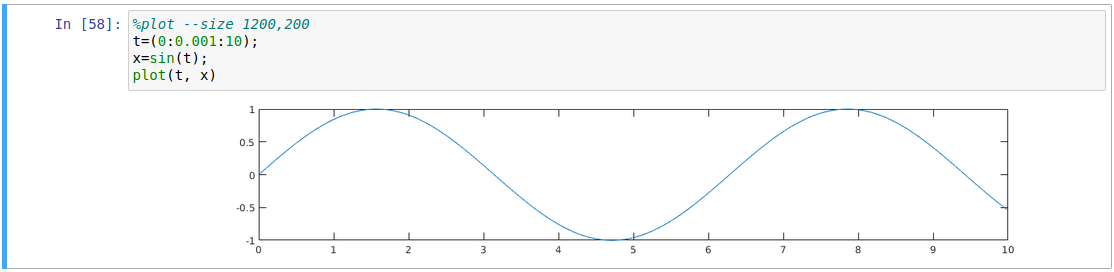 In [58]: %plot --size 1200,200
t=(0:0.001:10);
x=sin(t);
plot(t, x)
1
0.5
0
-0.5
-1
0 1 2 3 4 5 6 7 8 9 10